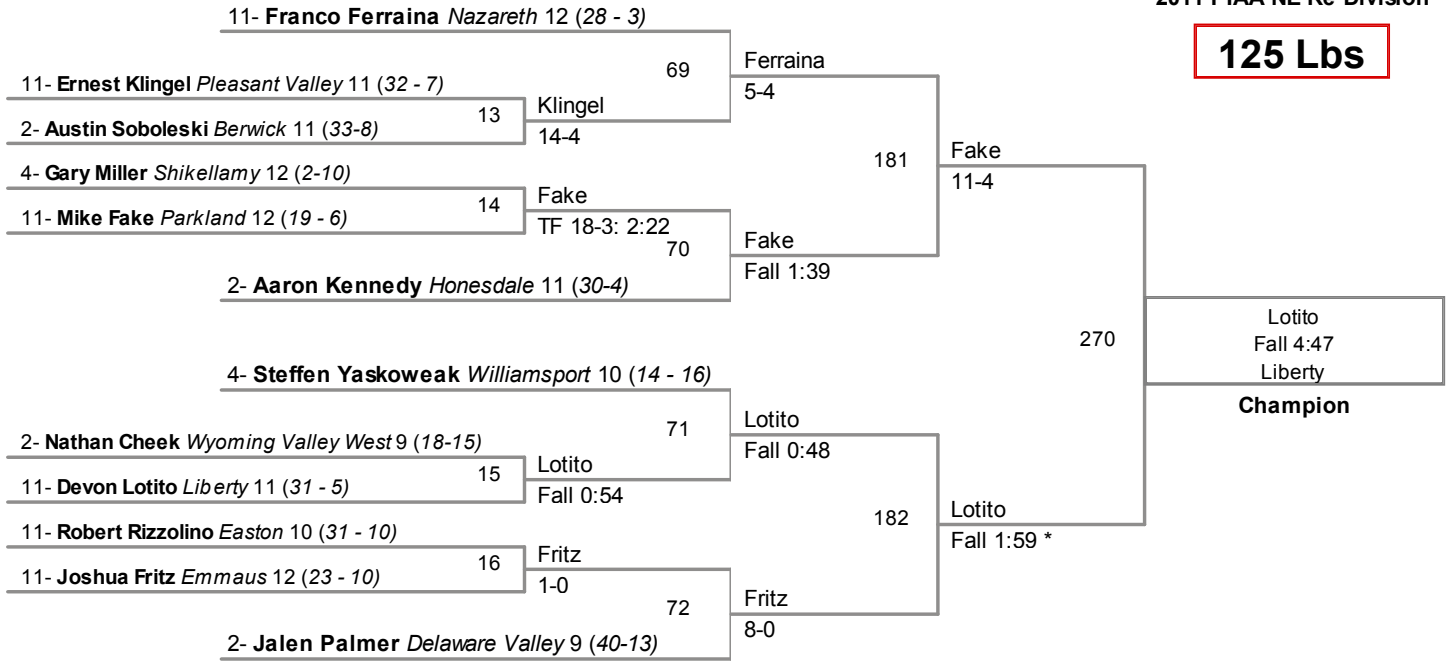 2011 PIAA NE Re Division
125 Lbs
11- Franco Ferraina Nazareth 12 (28 - 3)
69
Ferraina
5-4
11- Ernest Klingel Pleasant Valley 11 (32 - 7)
13
Klingel
14-4
2- Austin Soboleski Berwick 11 (33-8)
181
Fake
11-4
4- Gary Miller Shikellamy 12 (2-10)
14
Fake
TF 18-3: 2:22
11- Mike Fake Parkland 12 (19 - 6)
70
Fake
Fall 1:39
2- Aaron Kennedy Honesdale 11 (30-4)
270
Lotito
Fall 4:47
Liberty
Champion
4- Steffen Yaskoweak Williamsport 10 (14 - 16)
71
Lotito
Fall 0:48
2- Nathan Cheek Wyoming Valley West 9 (18-15)
15
Lotito
Fall 0:54
11- Devon Lotito Liberty 11 (31 - 5)
182
Lotito
Fall 1:59 *
11- Robert Rizzolino Easton 10 (31 - 10)
16
Fritz
1-0
11- Joshua Fritz Emmaus 12 (23 - 10)
72
Fritz
8-0
2- Jalen Palmer Delaware Valley 9 (40-13)